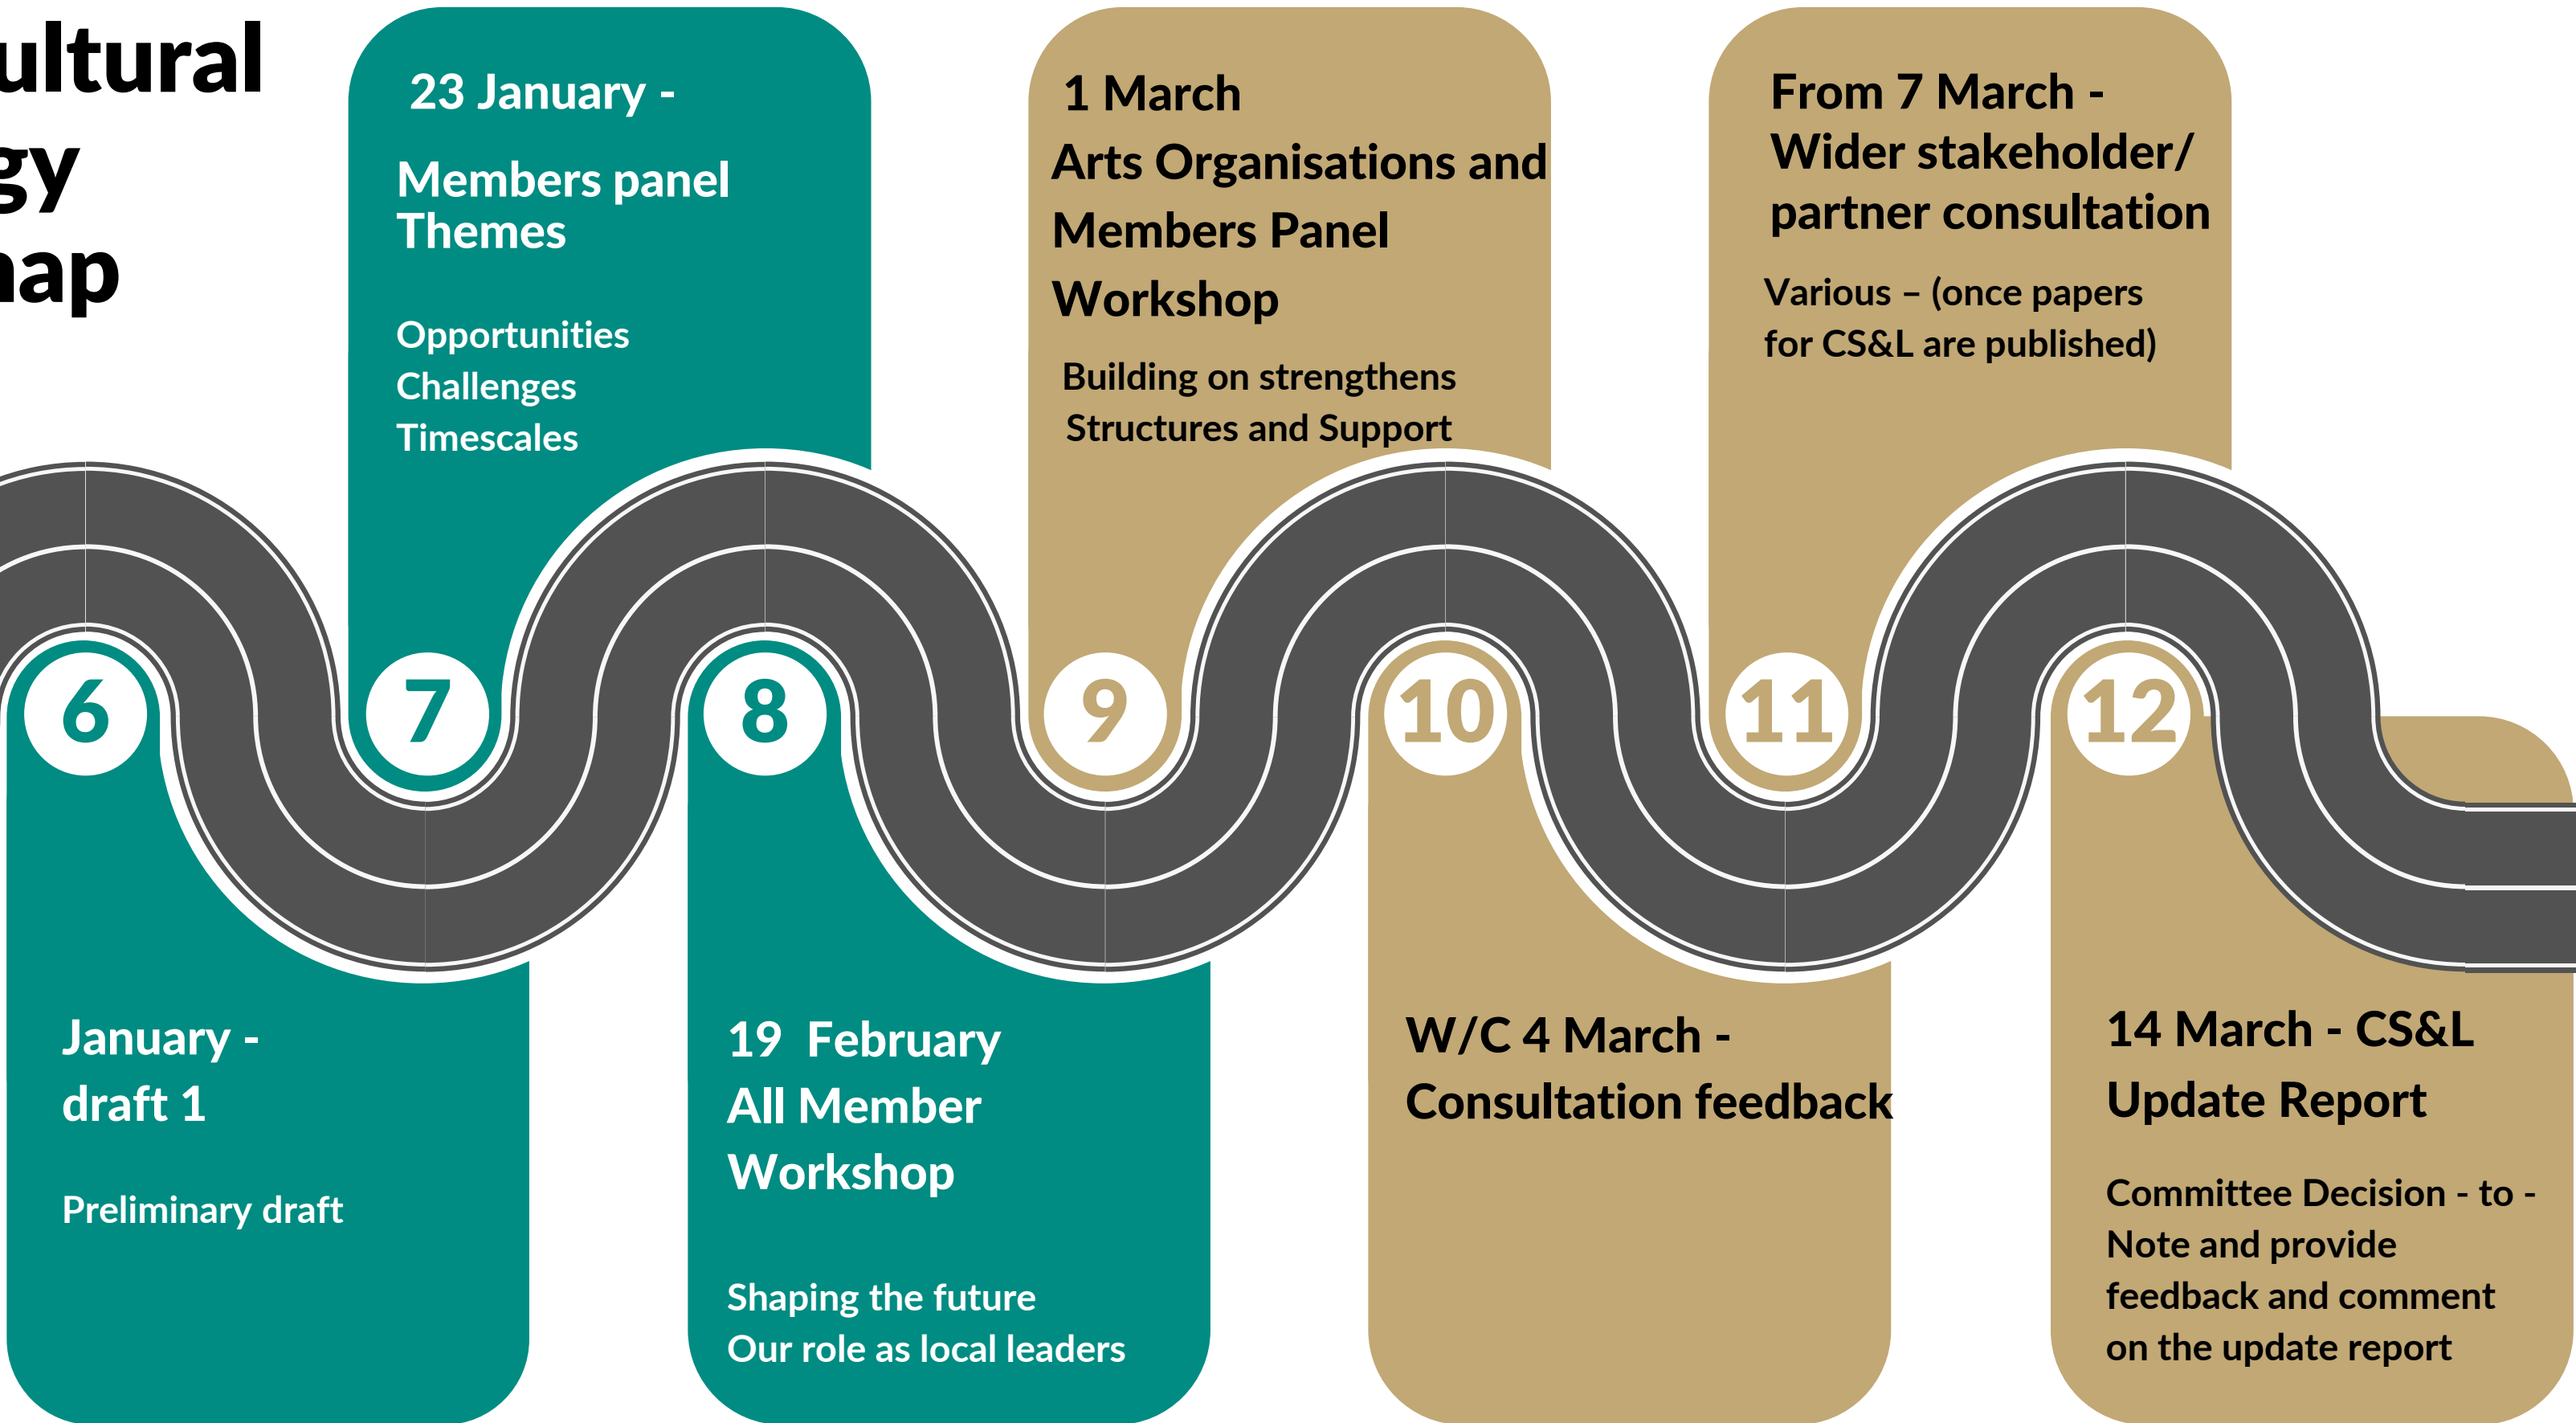 ultural
gy
map
23 January -
Members panel
Themes
Opportunities
Challenges
Timescales
1 March
Arts Organisations and
Members Panel
Workshop
Building on strengthens
Structures and Support
From 7 March -
Wider stakeholder/
partner consultation
Various – (once papers
for CS&L are published)
6
7
8
9
10
11
12
January -
draft 1
Preliminary draft
19 February
All Member
Workshop
Shaping the future
Our role as local leaders
W/C 4 March -
Consultation feedback
14 March - CS&L
Update Report
Committee Decision - to -
Note and provide
feedback and comment
on the update report